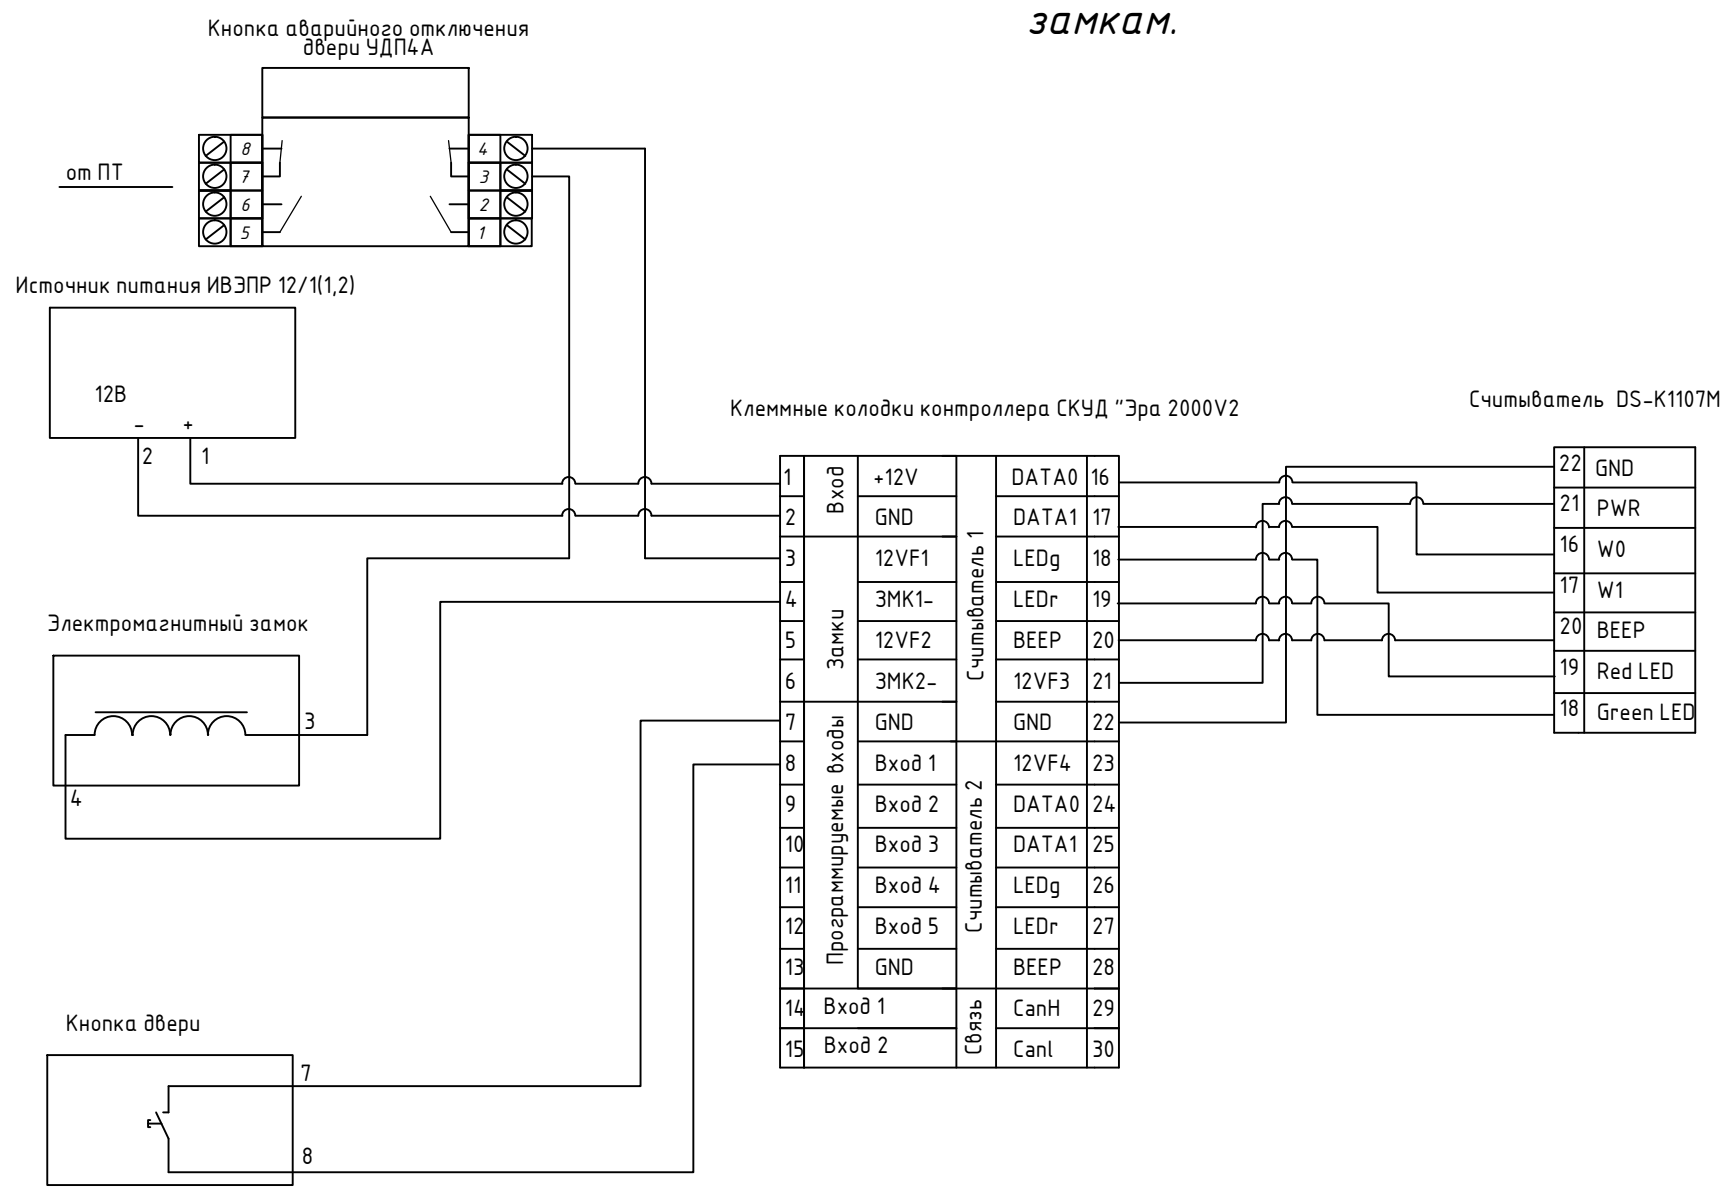 замкам.
Кнопка аварийного отключения
двери УДП4А
8
7
6
5
4
3
2
1
от ПТ
Источник питания ИВЭПР 12/1(1,2)
12В
- +
2 1
Электромагнитный замок
3
4
Кнопка двери
7
8
Клеммные колодки контроллера СКУД "Эра 2000V2
Вход
Замки
Программируемые входы
Считыватель 1
Считыватель 2
Связь
1 +12V DATA0 16
2 GND DATA1 17
3 12VF1 LEDg 18
4 ЗМК1- LEDr 19
5 12VF2 BEEP 20
6 ЗМК2- 12VF3 21
7 GND GND 22
8 Вход 1 12VF4 23
9 Вход 2 DATA0 24
10 Вход 3 DATA1 25
11 Вход 4 LEDg 26
12 Вход 5 LEDr 27
13 GND BEEP 28
14 Вход 1 CanH 29
15 Вход 2 Canl 30
Считыватель DS-K1107M
22 GND
21 PWR
16 W0
17 W1
20 BEEP
19 Red LED
18 Green LED